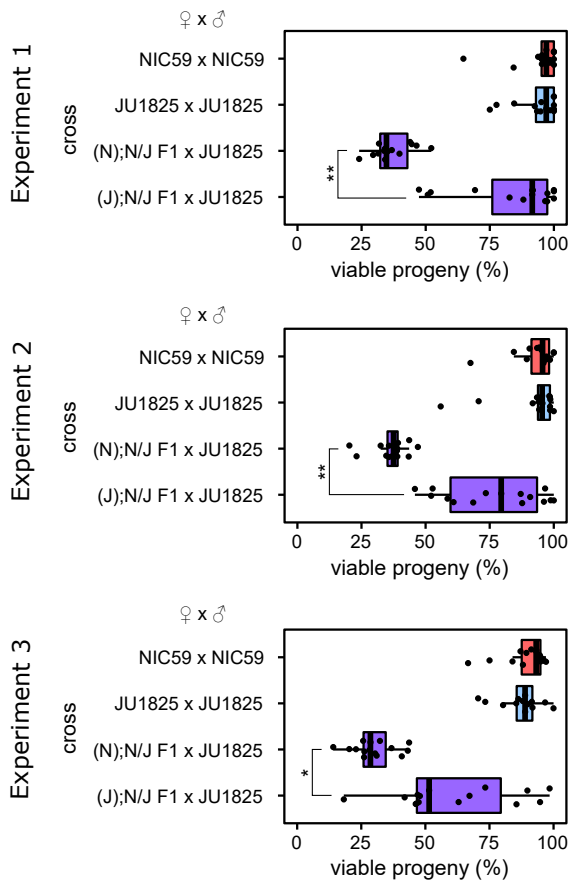 Experiment 1
cross
♀ x ♂
NIC59 x NIC59
JU1825 x JU1825
(N);N/J F1 x JU1825
(J);N/J F1 x JU1825
**
0 25 50 75 100
viable progeny (%)
Experiment 2
cross
♀ x ♂
NIC59 x NIC59
JU1825 x JU1825
(N);N/J F1 x JU1825
(J);N/J F1 x JU1825
**
0 25 50 75 100
viable progeny (%)
Experiment 3
cross
♀ x ♂
NIC59 x NIC59
JU1825 x JU1825
(N);N/J F1 x JU1825
(J);N/J F1 x JU1825
*
0 25 50 75 100
viable progeny (%)